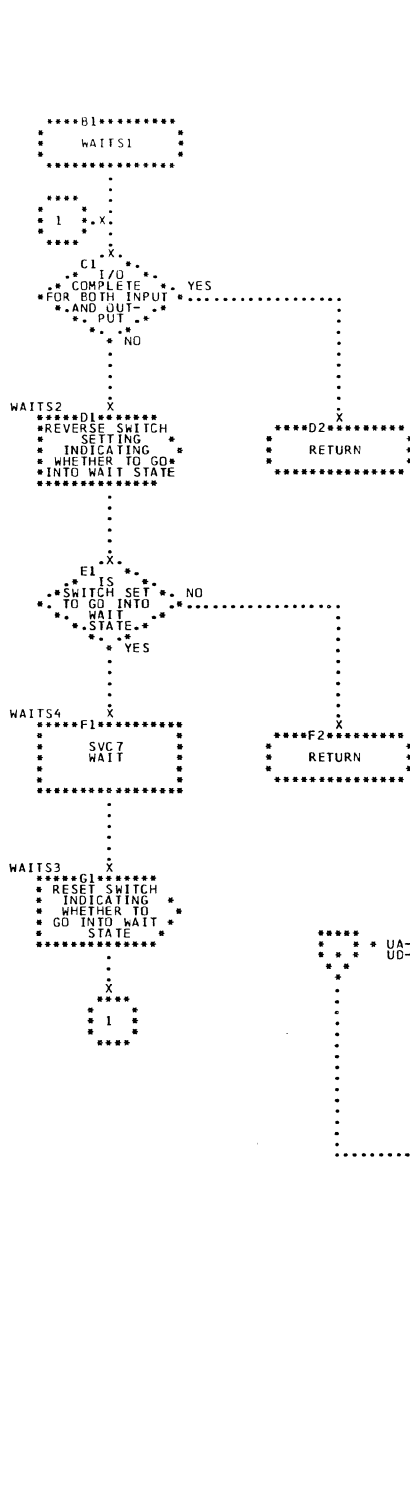 B1
WAITS1
1
C1
I/O
COMPLETE
FOR BOTH INPUT
AND OUT-
PUT
YES
NO
WAITS2
D1
REVERSE SWITCH
SETTING
INDICATING
WHETHER TO GO
INTO WAIT STATE
D2
RETURN
E1
IS
SWITCH SET
TO GO INTO
WAIT
STATE
NO
YES
WAITS4
F1
SVC7
WAIT
F2
RETURN
WAITS3
G1
RESET SWITCH
INDICATING
WHETHER TO
GO INTO WAIT
STATE
UA-
UD-
1